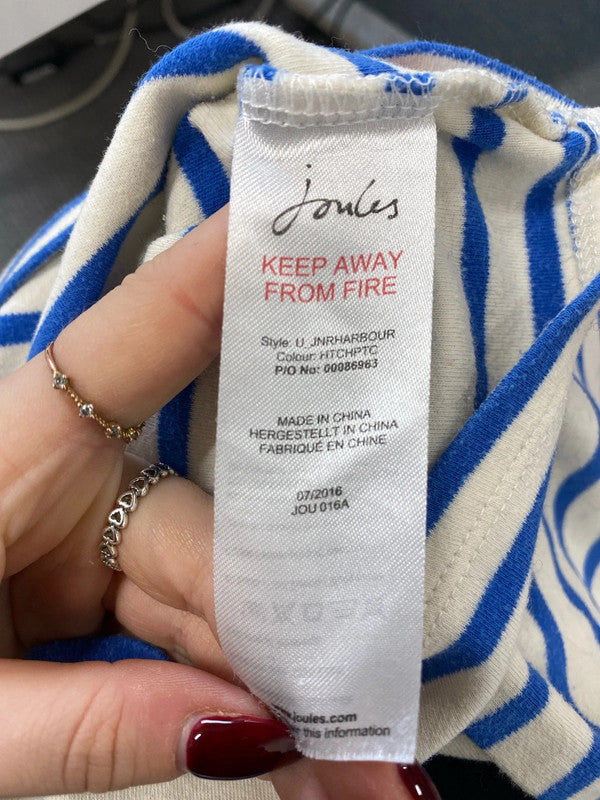 joules
KEEP AWAY
FROM FIRE
Style: U_JNRHARBOUR
Colour: HTCHPTC
P/O No: 00086963
MADE IN CHINA
HERGESTELLT IN CHINA
FABRIQUÉ EN CHINE
07/2016
JOU 016A
.joules.com
this information